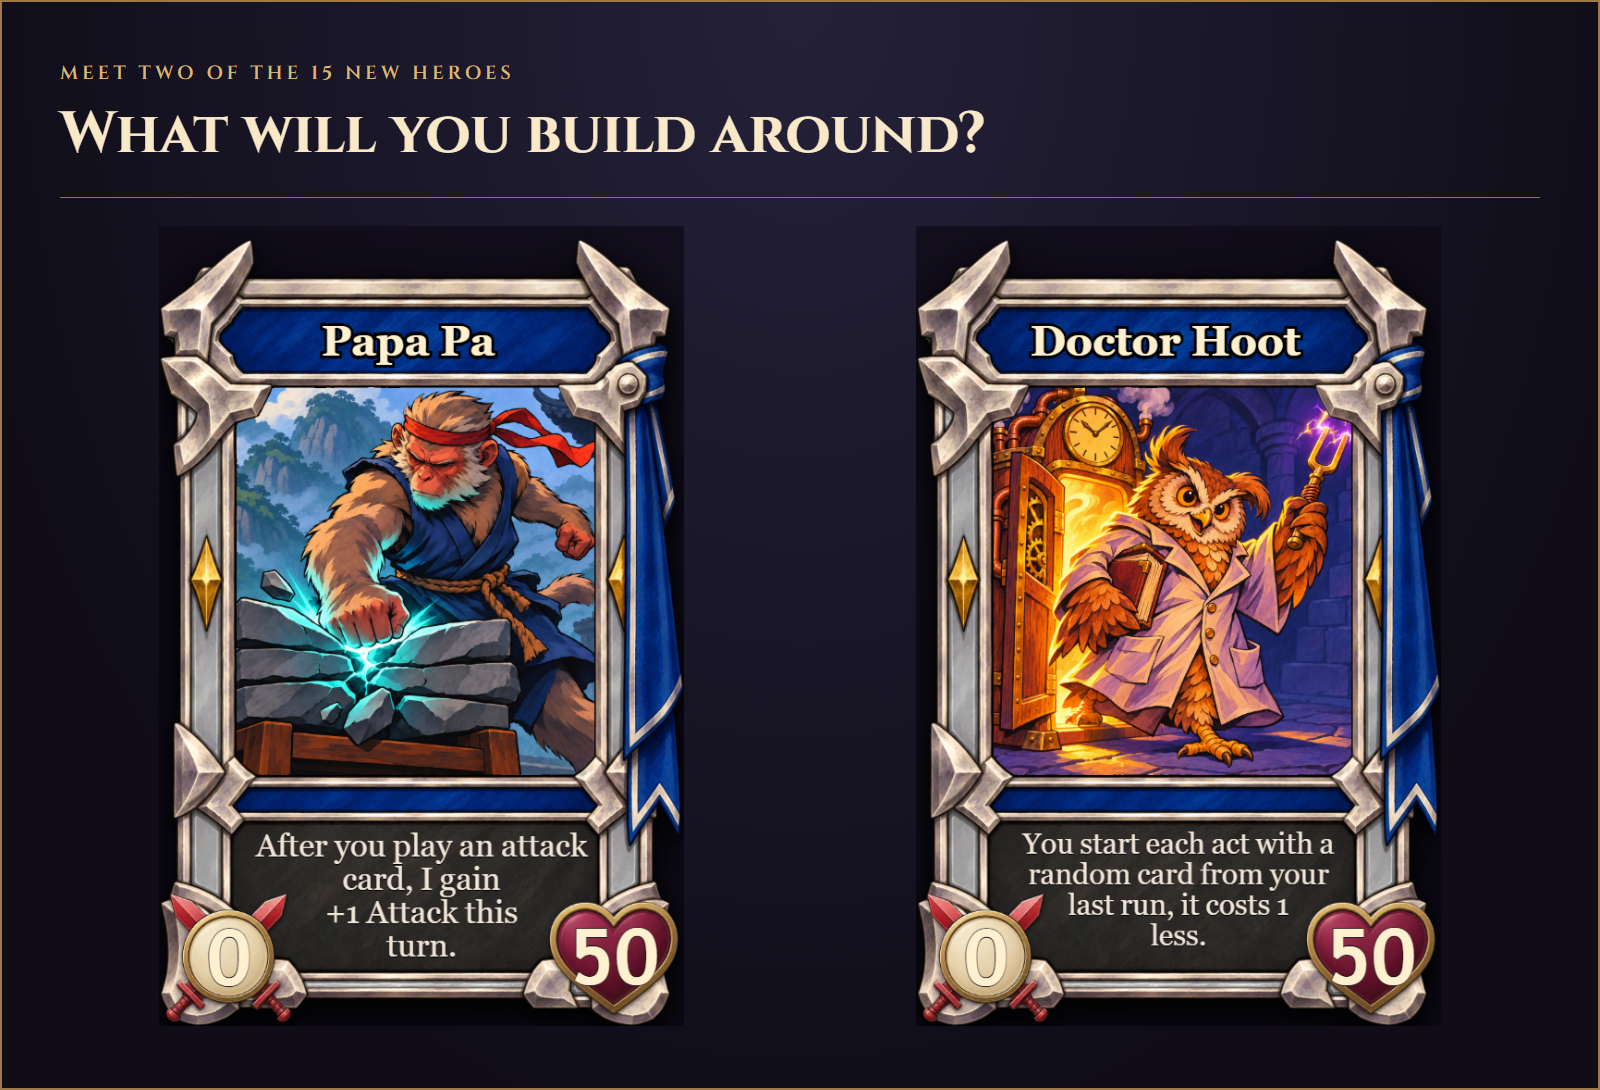 MEET TWO OF THE 15 NEW HEROES
WHAT WILL YOU BUILD AROUND?
Papa Pa
After you play an attack
card, I gain
+1 Attack this
turn.
0
50
Doctor Hoot
You start each act with a
random card from your
last run, it costs 1
less.
0
50